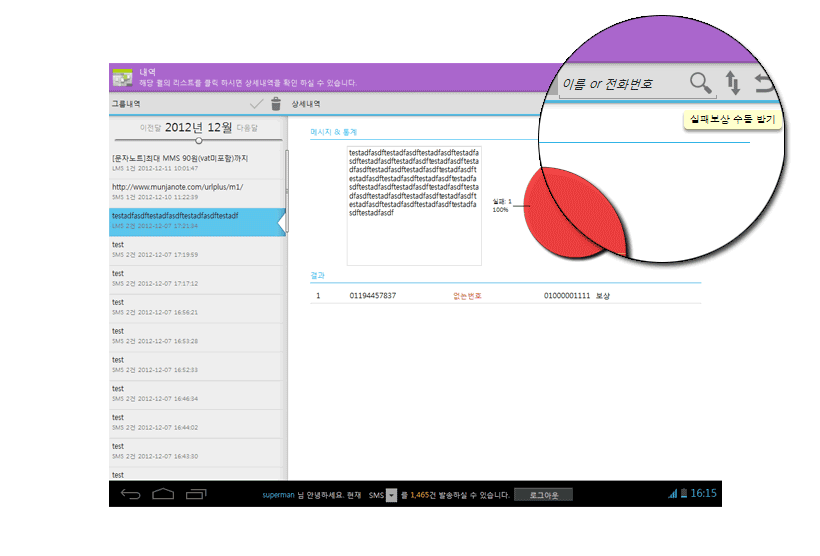 내역
해당 월의 리스트를 클릭 하시면 상세내역을 확인 하실 수 있습니다.
이름 or 전화번호
실패보상 수동 받기
그룹내역
상세내역
이전달 2012년 12월 다음달
[문자노트]최대 MMS 90원(vat미포함)까지
LMS 1건 2012-12-11 10:01:47
http://www.munjanote.com/urlplus/m1/
SMS 1건 2012-12-10 11:22:39
testadfasdftestadfasdftestadfasdftestadf
LMS 2건 2012-12-07 17:21:34
test
SMS 2건 2012-12-07 17:19:59
test
SMS 2건 2012-12-07 17:17:12
test
SMS 2건 2012-12-07 16:56:21
test
SMS 2건 2012-12-07 16:53:28
test
SMS 2건 2012-12-07 16:52:33
test
SMS 2건 2012-12-07 16:46:34
test
SMS 2건 2012-12-07 16:44:02
test
SMS 2건 2012-12-07 16:43:30
test
메시지 & 통계
testadfasdftestadfasdftestadfasdftestadfa
sdftestadfasdftestadfasdftestadfasdftesta
dfasdftestadfasdftestadfasdftestadfasdft
estadfasdftestadfasdftestadfasdftestadfa
sdftestadfasdftestadfasdftestadfasdftesta
dfasdftestadfasdftestadfasdftestadfasdft
estadfasdftestadfasdftestadfasdftestadfa
sdftestadfasdf
실패: 1
100%
결과
1 01194457837 없는번호 01000001111 보상
superman 님 안녕하세요. 현재 SMS 를 1,465건 발송하실 수 있습니다. 로그아웃
16:15